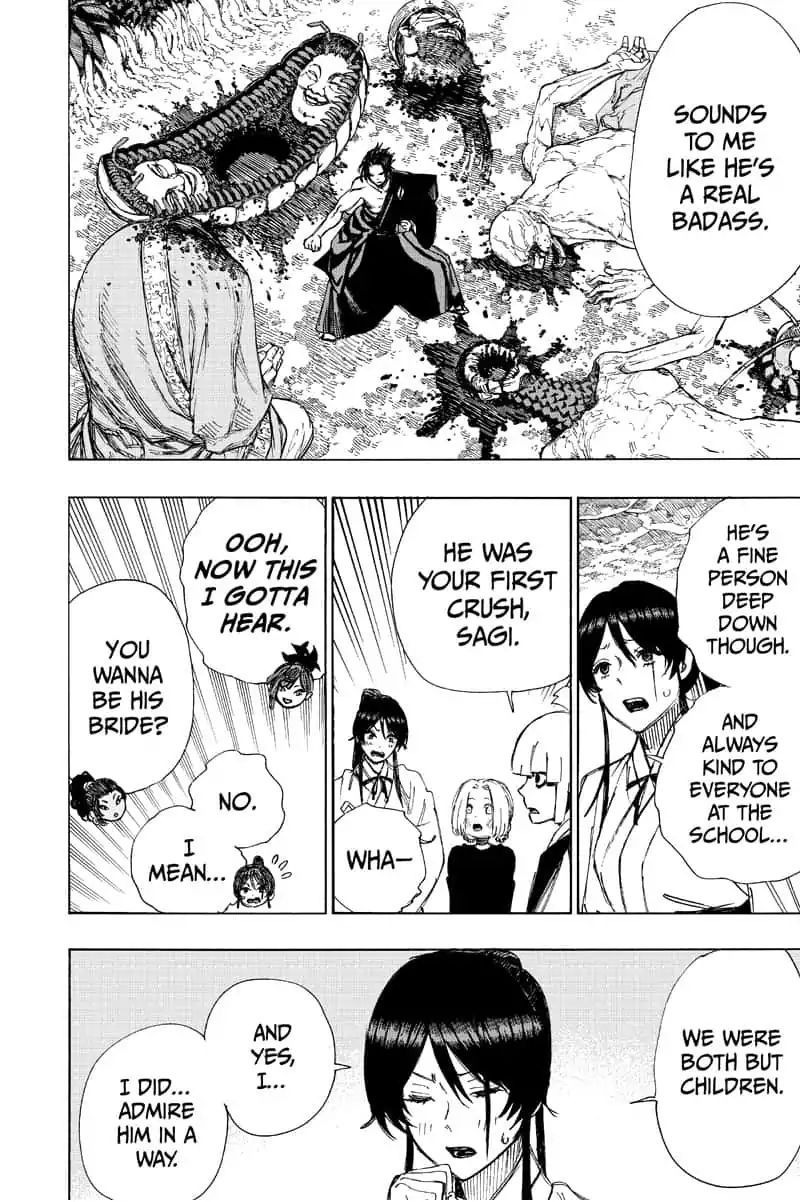 SOUNDS
TO ME
LIKE HE'S
A REAL
BADASS.
HE'S
A FINE
PERSON
DEEP
DOWN
THOUGH.
AND
ALWAYS
KIND TO
EVERYONE
AT THE
SCHOOL...
HE WAS
YOUR FIRST
CRUSH,
SAGI.
WHA—
OOH,
NOW THIS
I GOTTA
HEAR.
YOU
WANNA
BE HIS
BRIDE?
NO.
I
MEAN...
WE WERE
BOTH BUT
CHILDREN.
AND
YES,
I...
I DID...
ADMIRE
HIM IN A
WAY.